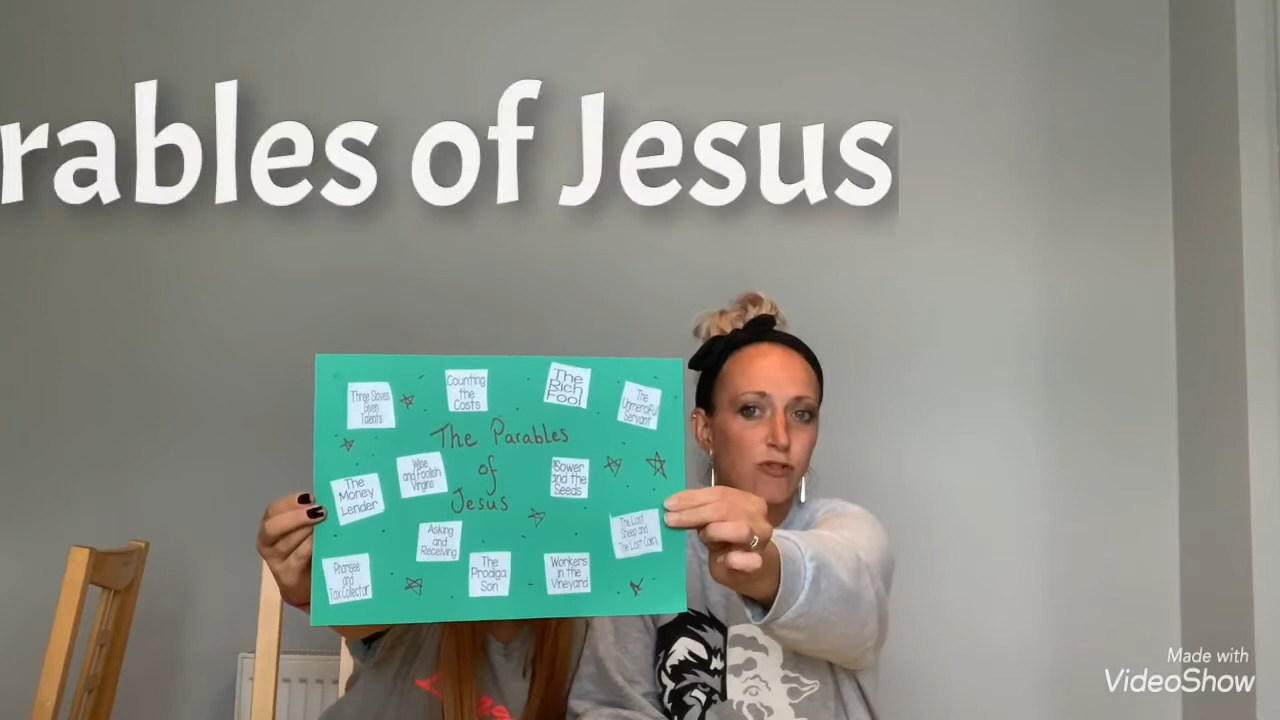 rables of Jesus
Three Slaves
Given
Talents
Counting
the
Costs
The
Rich
Fool
The
Unmerciful
Servant
The Parables
of
Jesus
The
Money
Lender
Wise
and Foolish
Virgins
Sower
and the
Seeds
Asking
and
Receiving
The Lost
Sheep and
The Lost Coin
Pharisee
and
Tax Collector
The
Prodiga
Son
Workers
in the
Vineyard
Made with
VideoShow